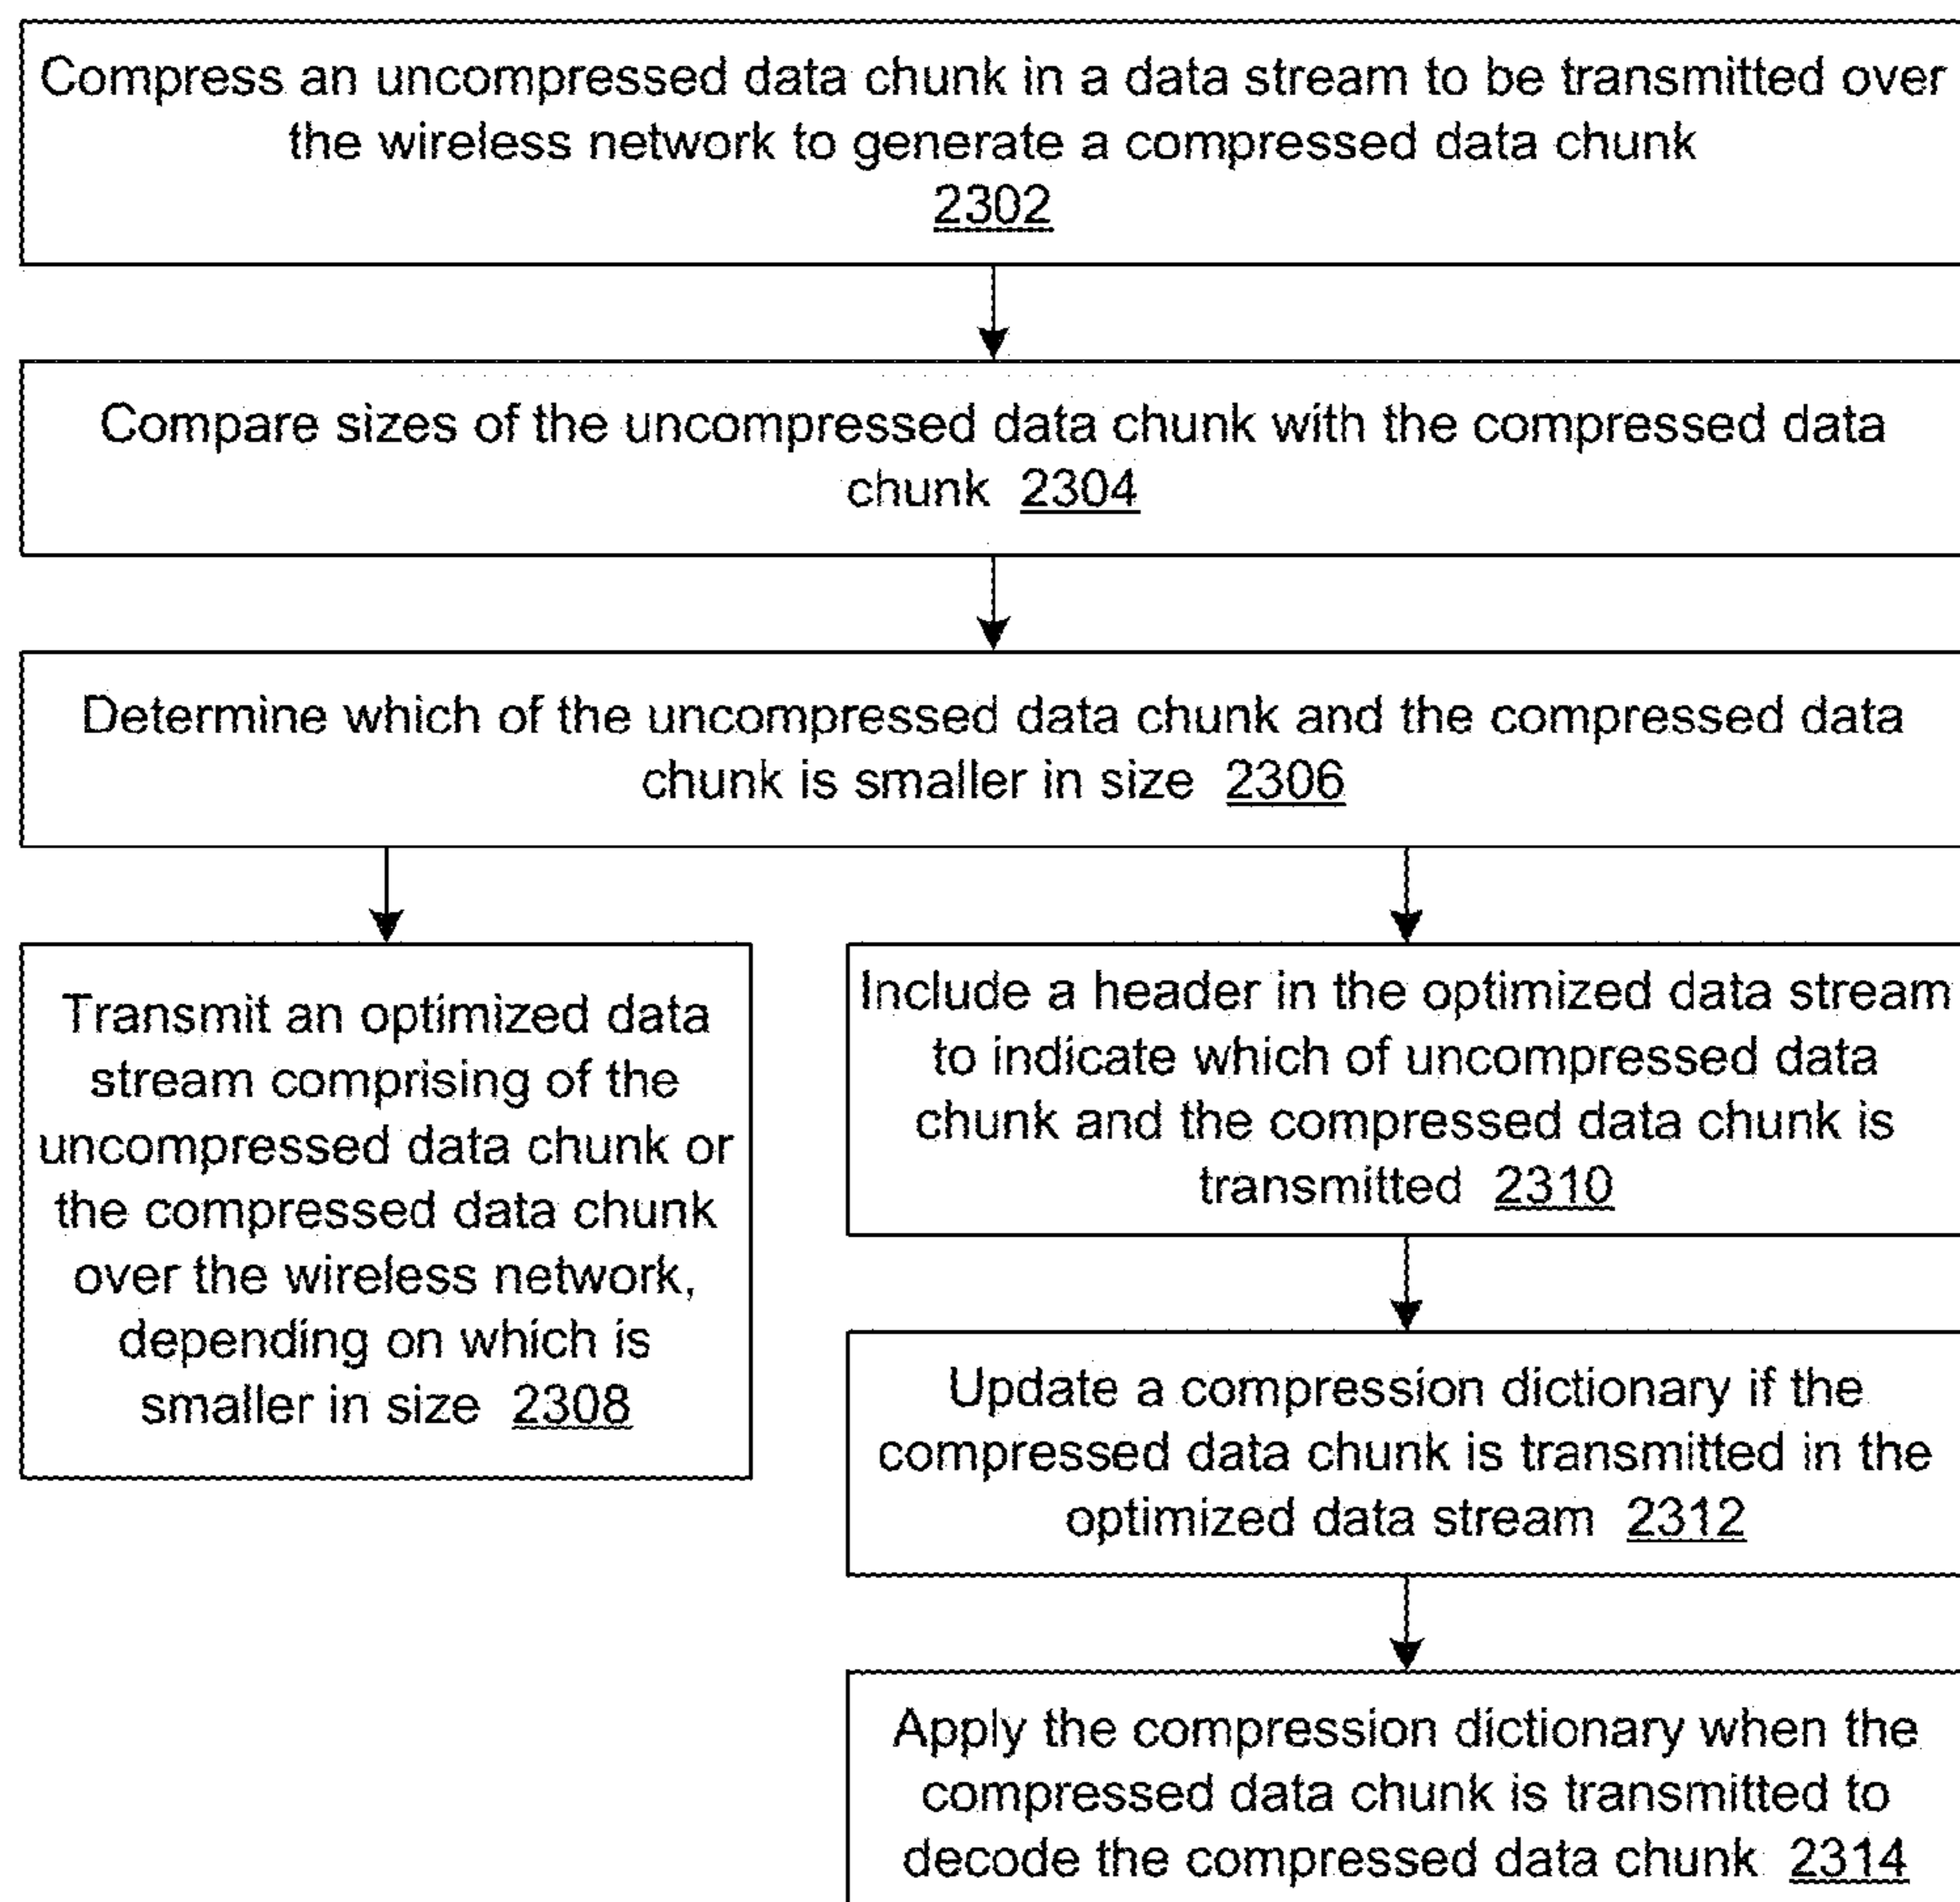 Compress an uncompressed data chunk in a data stream to be transmitted over
the wireless network to generate a compressed data chunk
2302
Compare sizes of the uncompressed data chunk with the compressed data
chunk 2304
Determine which of the uncompressed data chunk and the compressed data
chunk is smaller in size 2306
Transmit an optimized data
stream comprising of the
uncompressed data chunk or
the compressed data chunk
over the wireless network,
depending on which is
smaller in size 2308
Include a header in the optimized data stream
to indicate which of uncompressed data
chunk and the compressed data chunk is
transmitted 2310
Update a compression dictionary if the
compressed data chunk is transmitted in the
optimized data stream 2312
Apply the compression dictionary when the
compressed data chunk is transmitted to
decode the compressed data chunk 2314